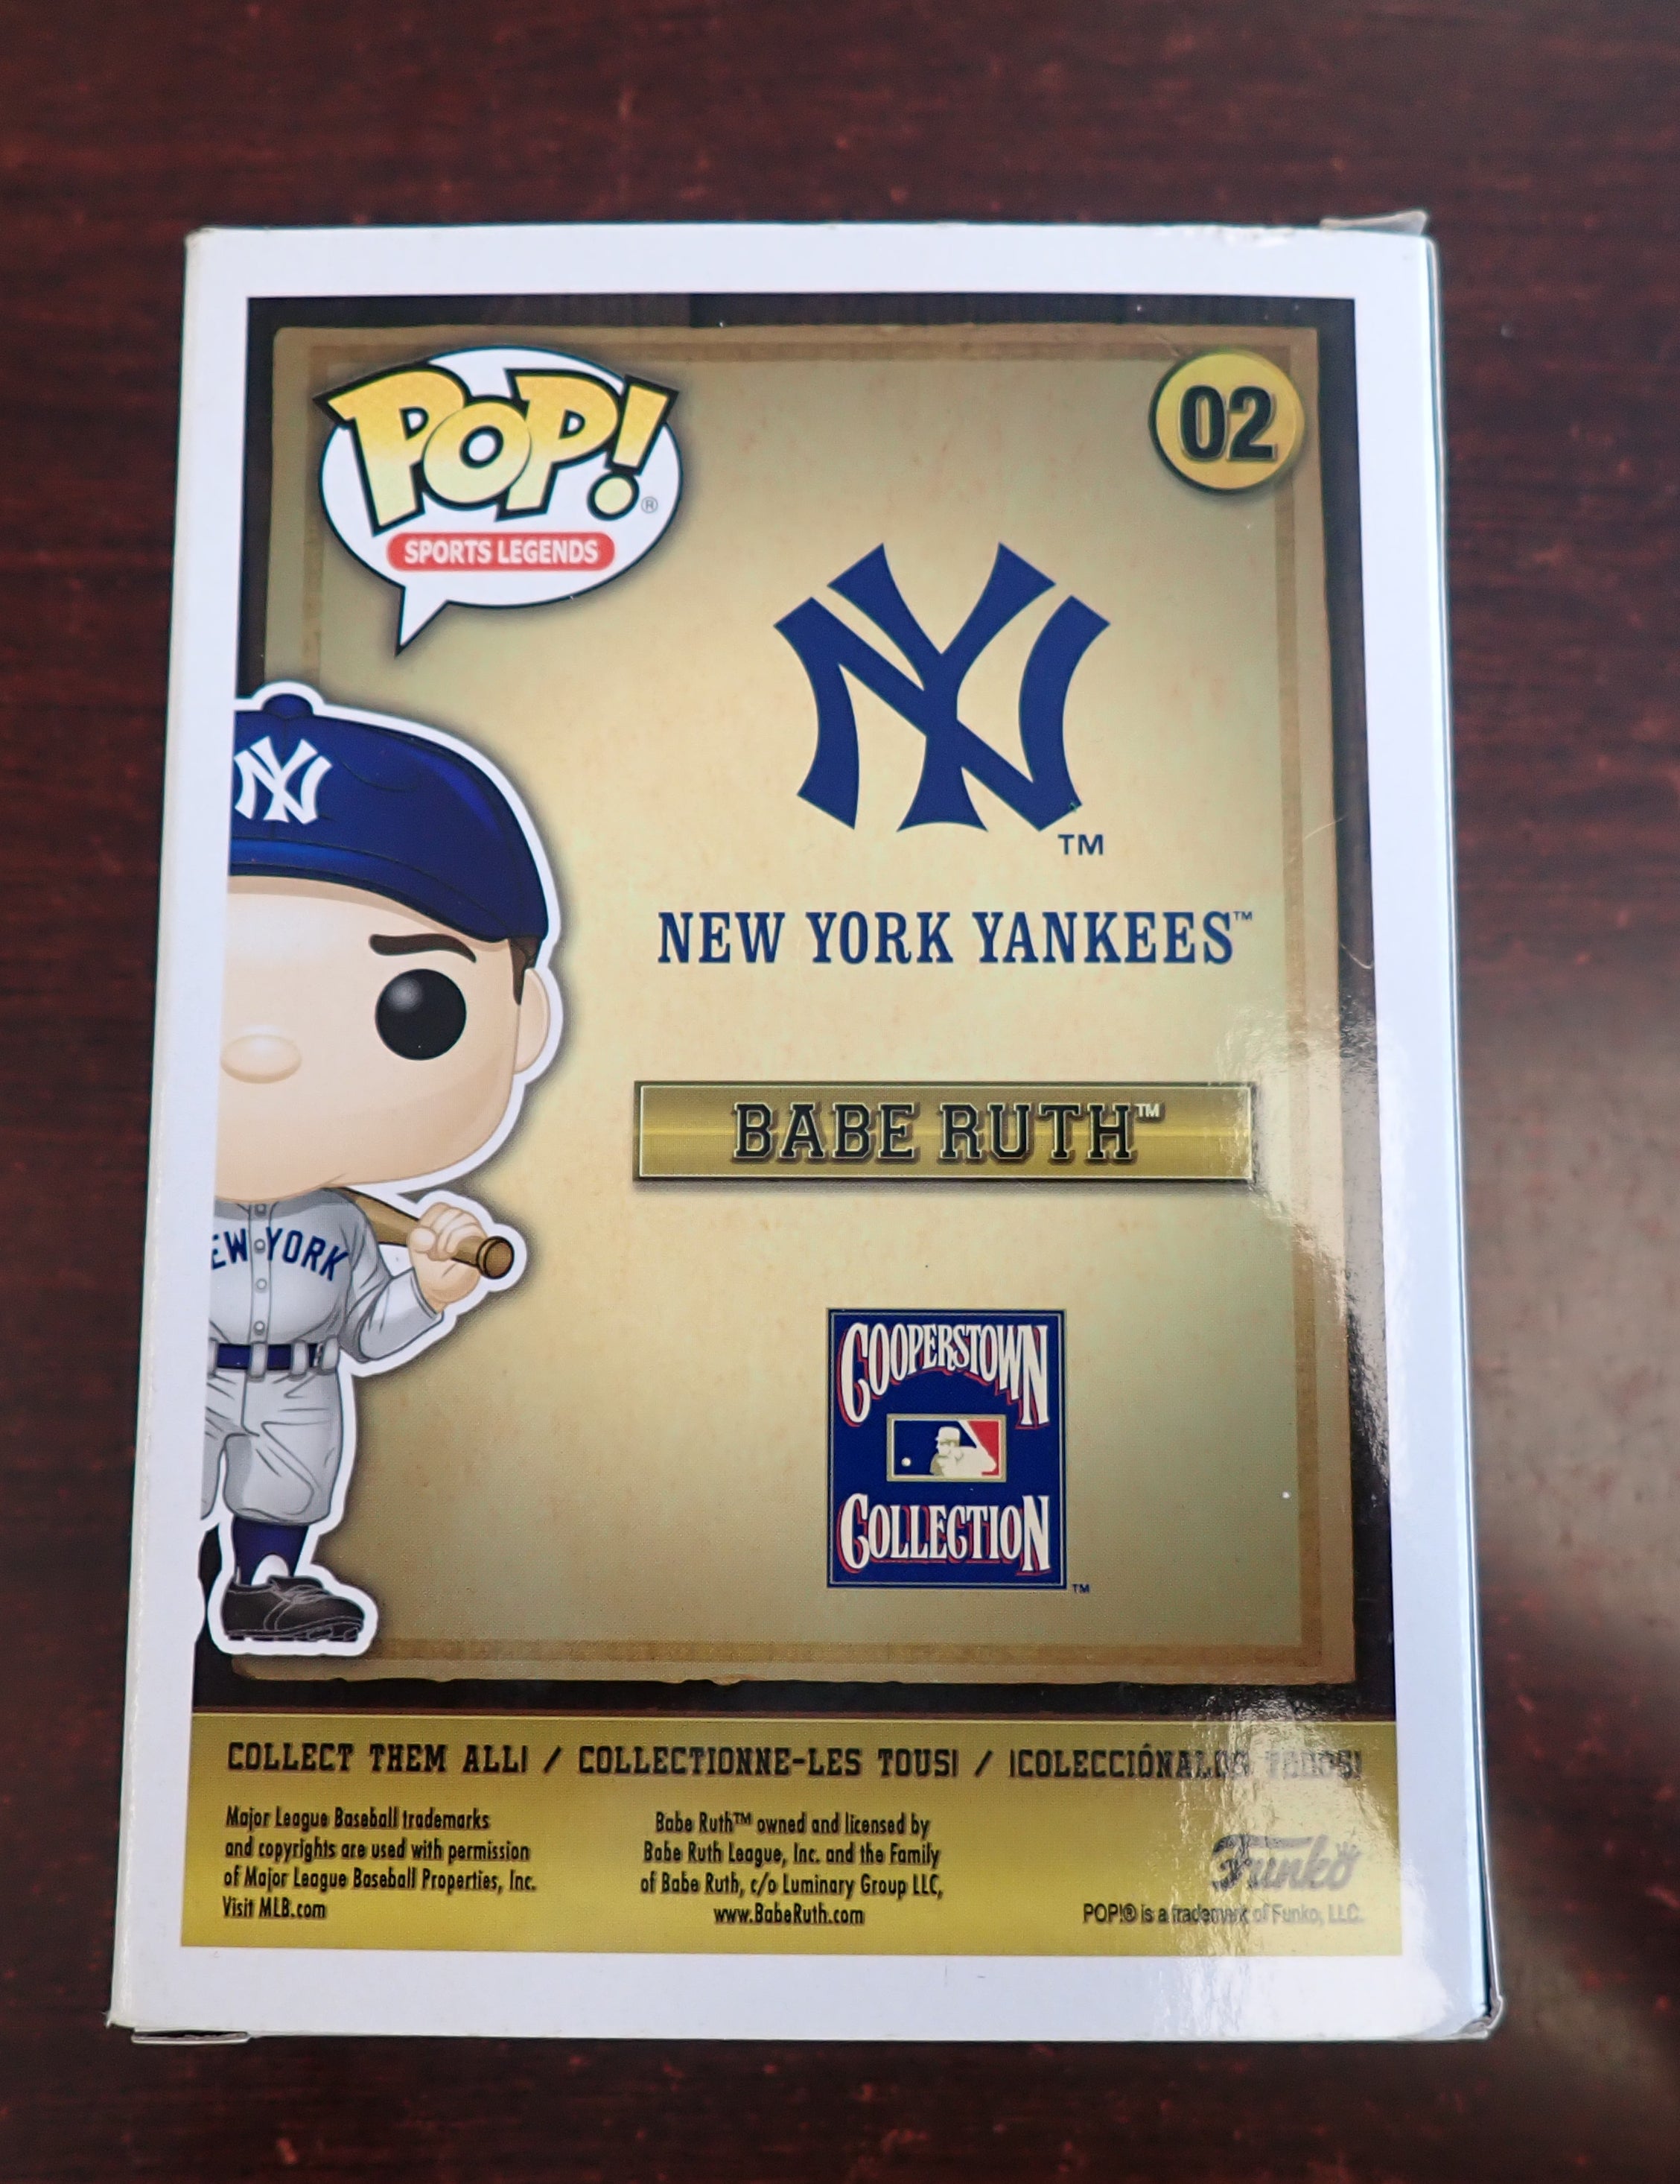 POP!®
SPORTS LEGENDS
02
NY
TM
NY
NEW YORK YANKEES™
BABE RUTH™
EW YORK
COOPERSTOWN
COLLECTION
TM
COLLECT THEM ALL! / COLLECTIONNE-LES TOUS! / ¡COLECCIÓNALOS TODOS!
Major League Baseball trademarks
and copyrights are used with permission
of Major League Baseball Properties, Inc.
Visit MLB.com
Babe Ruth™ owned and licensed by
Babe Ruth League, Inc. and the Family
of Babe Ruth, c/o Luminary Group LLC,
www.BabeRuth.com
Funko
POP!® is a trademark of Funko, LLC.